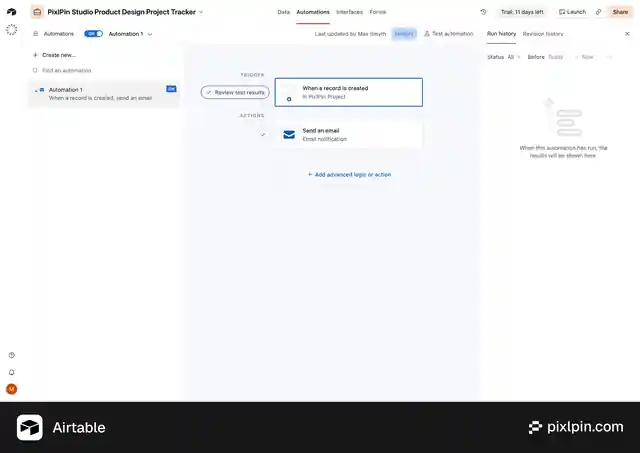 PixlPin Studio Product Design Project Tracker
Data Automations Interfaces Forms
Trial: 11 days left Launch Share
Automations ON Automation 1
Last updated by Max Smyth
Test automation
Run history Revision history
Create new...
Find an automation
Status All Before Today Now
Automation 1 ON
When a record is created, send an email
TRIGGER
Review test results
When a record is created
In PixlPin Project
ACTIONS
Send an email
Email notification
+ Add advanced logic or action
When this automation has run, the
results will be shown here
M
Airtable
pixlpin.com